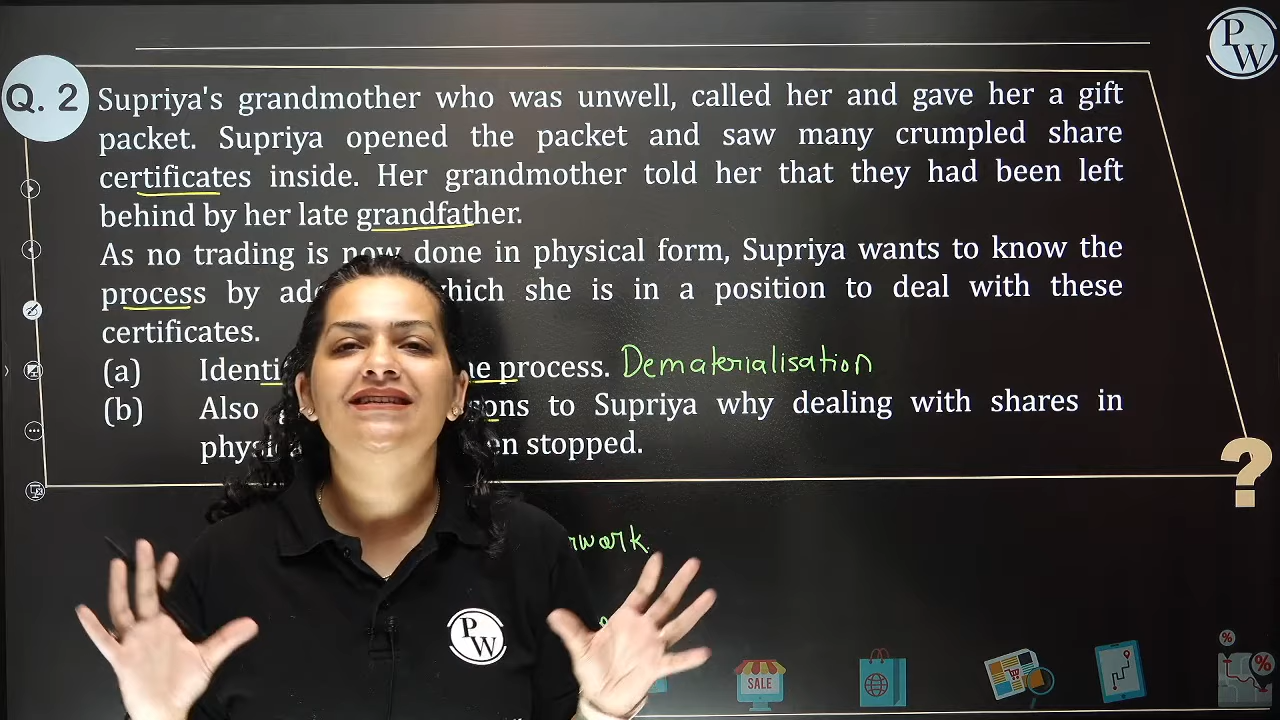 PW
Q. 2
Supriya's grandmother who was unwell, called her and gave her a gift
packet. Supriya opened the packet and saw many crumpled share
certificates inside. Her grandmother told her that they had been left
behind by her late grandfather.
As no trading is now done in physical form, Supriya wants to know the
process by which she is in a position to deal with these
certificates.
(a) process. Dematerialisation
(b) Also to Supriya why dealing with shares in
stopped.
PW
SALE
%
%